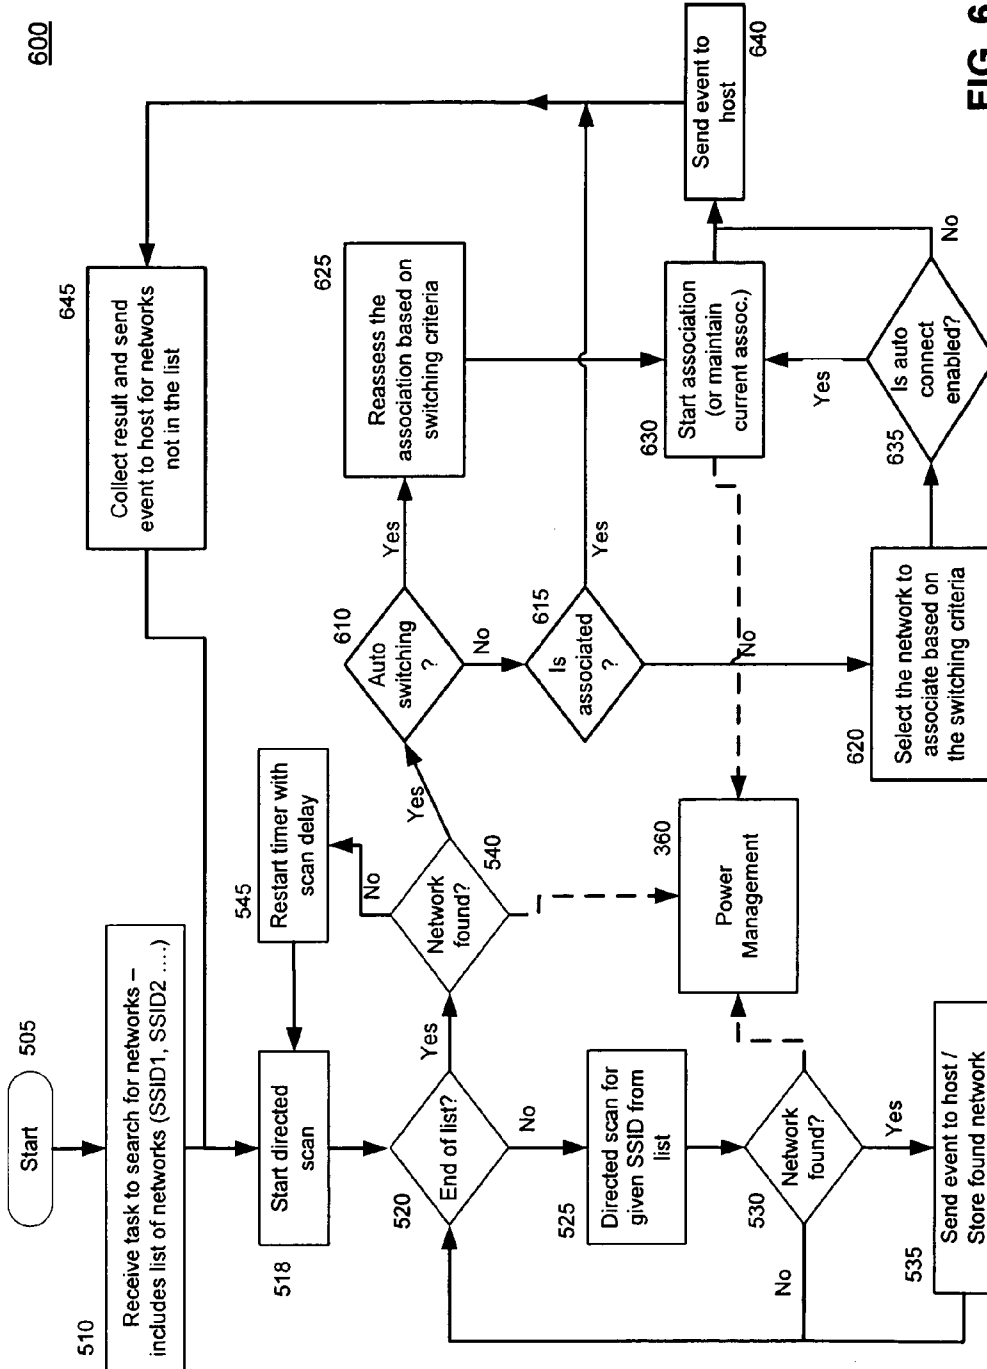 600
Start
505
510
Receive task to search for networks –
includes list of networks (SSID1, SSID2 ....)
645
Collect result and send
event to host for networks
not in the list
545
Restart timer with
scan delay
518
Start directed
scan
No
520
End of list?
Yes
Network
found?
540
Yes
610
Auto
switching
?
Yes
625
Reassess the
association based on
switching criteria
No
615
Is
associated
?
Yes
No
525
Directed scan for
given SSID from
list
No
360
Power
Management
630
Start association
(or maintain
current assoc.)
Send event to
host
640
530
Network
found?
No
Yes
535
Send event to host /
Store found network
620
Select the network to
associate based on
the switching criteria
635
Is auto
connect
enabled?
Yes
No